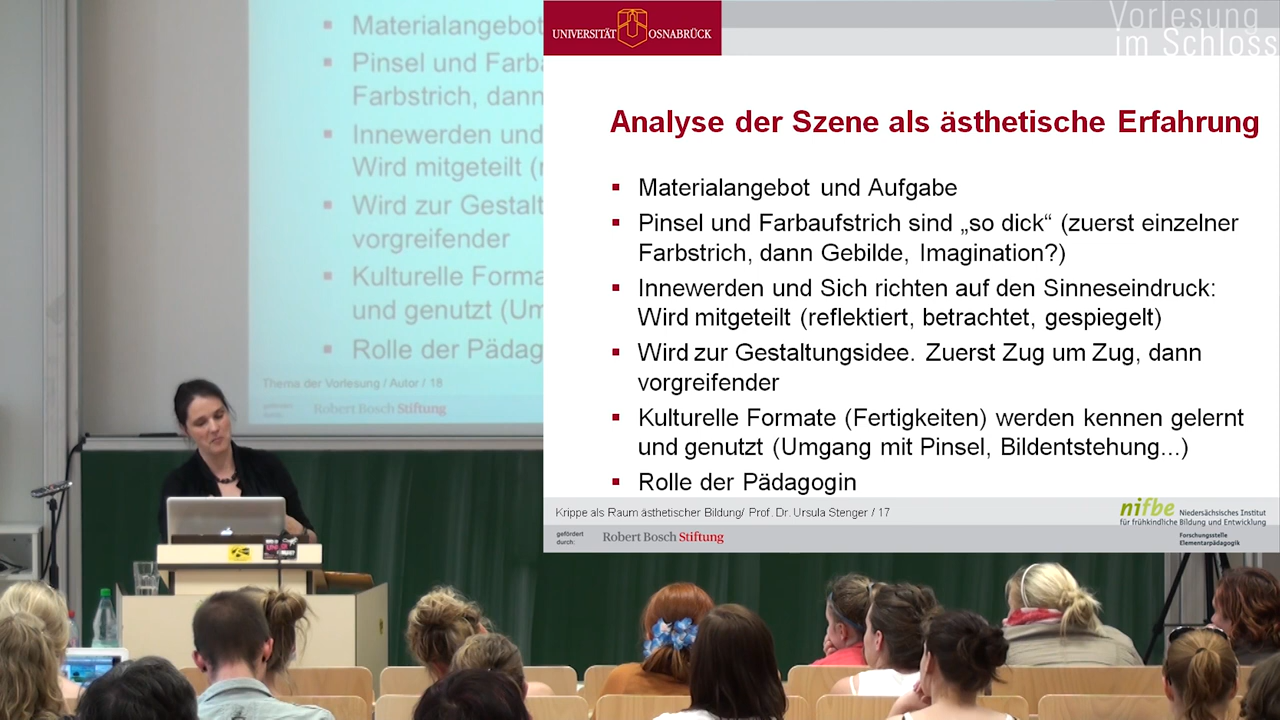 Materialangebot
Pinsel und Farb
Farbstrich, dann
Innewerden und
Wird mitgeteilt (
Wird zur Gestalt
vorgreifender
Kulturelle Forma
und genutzt (Um
Rolle der Pädag
Thema der Vorlesung / Autor / 18
gefördert
durch:
Robert Bosch Stiftung
UNIVERSITÄT OSNABRÜCK
Vorlesung
im Schloss
Analyse der Szene als ästhetische Erfahrung
▪ Materialangebot und Aufgabe
▪ Pinsel und Farbaufstrich sind „so dick“ (zuerst einzelner
Farbstrich, dann Gebilde, Imagination?)
▪ Innewerden und Sich richten auf den Sinneseindruck:
Wird mitgeteilt (reflektiert, betrachtet, gespiegelt)
▪ Wird zur Gestaltungsidee. Zuerst Zug um Zug, dann
vorgreifender
▪ Kulturelle Formate (Fertigkeiten) werden kennen gelernt
und genutzt (Umgang mit Pinsel, Bildentstehung...)
▪ Rolle der Pädagogin
Krippe als Raum ästhetischer Bildung/ Prof. Dr. Ursula Stenger / 17
nifbe Niedersächsisches Institut
für frühkindliche Bildung und Entwicklung
Forschungsstelle
Elementarpädagogik
gefördert
durch:
Robert Bosch Stiftung